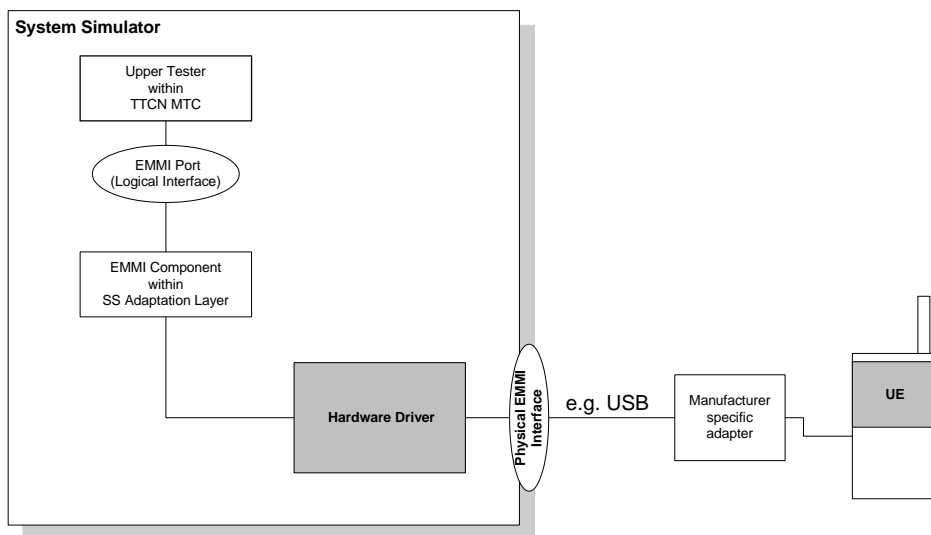 System Simulator
Upper Tester
within
TTCN MTC
EMMI Port
(Logical Interface)
EMMI Component
within
SS Adaptation Layer
Hardware Driver
Physical EMMI
Interface
e.g. USB
Manufacturer
specific
adapter
UE